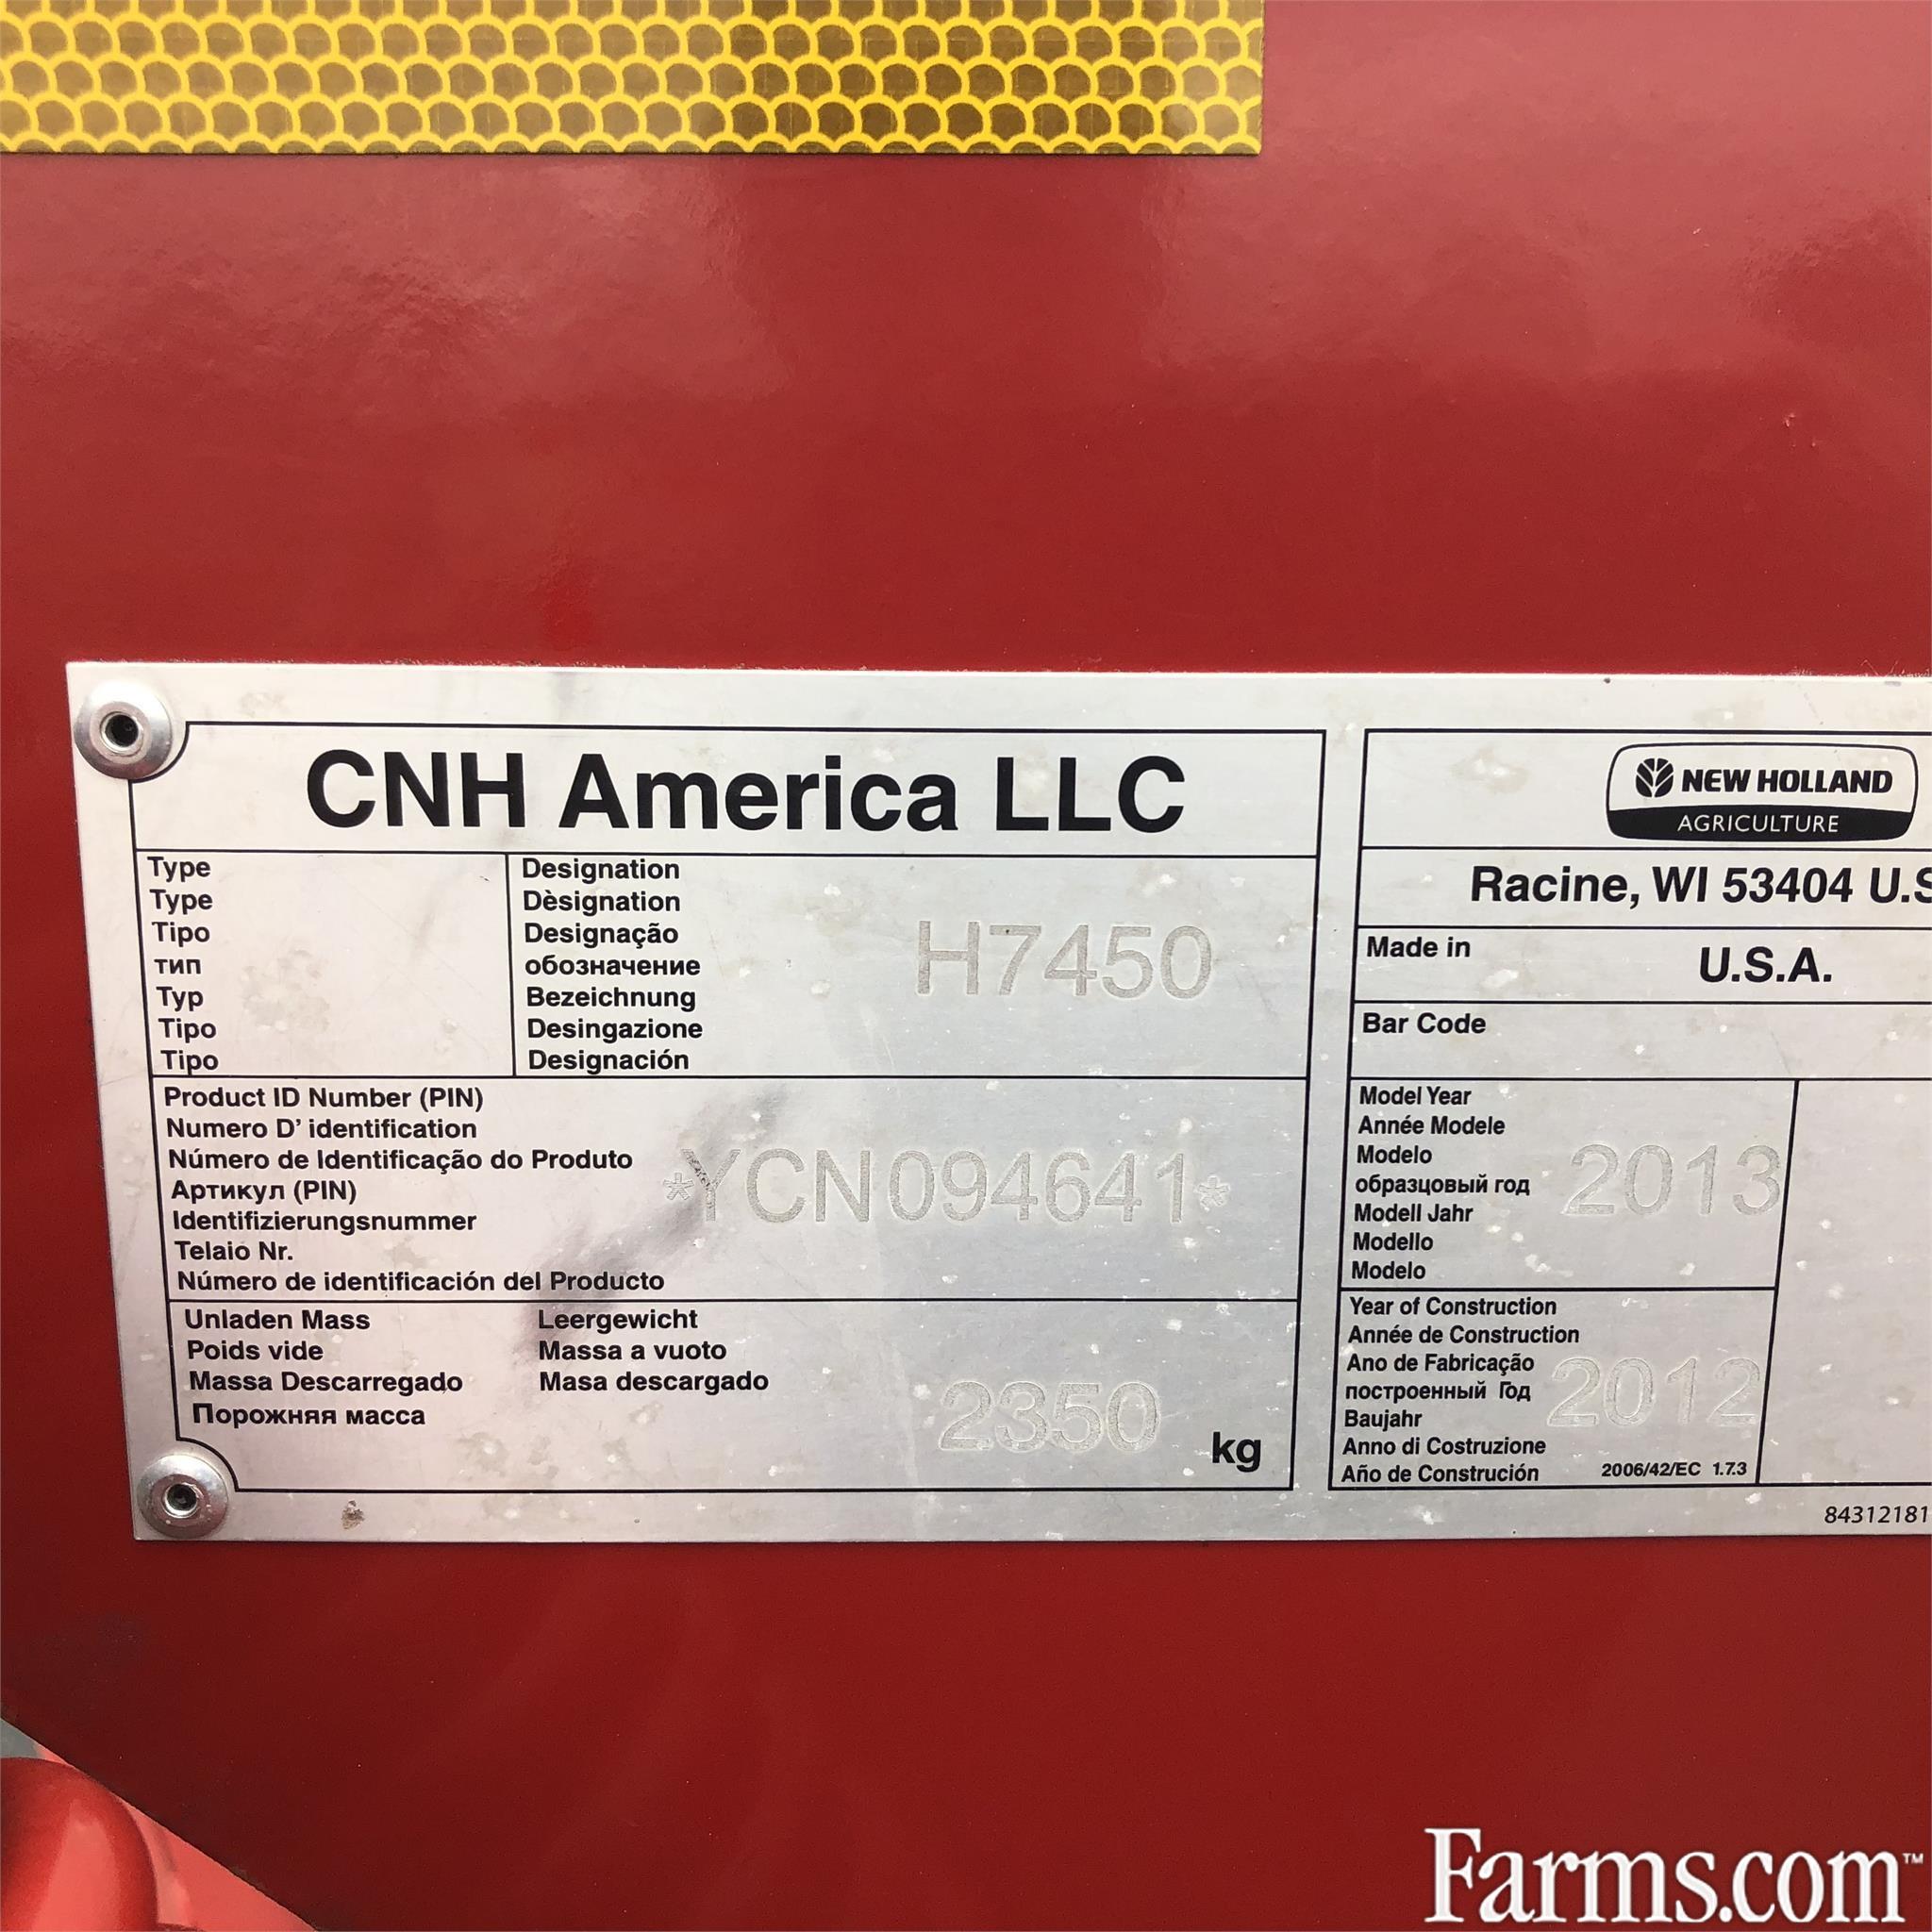 CNH America LLC
Type
Type
Tipo
тип
Typ
Tipo
Tipo
Designation
Dèsignation
Designação
обозначение
Bezeichnung
Desingazione
Designación
H7450
Product ID Number (PIN)
Numero D' identification
Número de Identificação do Produto
Артикул (PIN)
Identifizierungsnummer
Telaio Nr.
Número de identificación del Producto
*YCN094641*
Unladen Mass
Poids vide
Massa Descarregado
Порожняя масса
Leergewicht
Massa a vuoto
Masa descargado
2350 kg
NEW HOLLAND
AGRICULTURE
Racine, WI 53404 U.S
Made in U.S.A.
Bar Code
Model Year
Année Modele
Modelo
образцовый год
Modell Jahr
Modello
Modelo
2013
Year of Construction
Année de Construction
Ano de Fabricação
построенный Год
Baujahr
Anno di Costruzione
Año de Construción
2012
2006/42/EC 1.7.3
84312181
Farms.com™